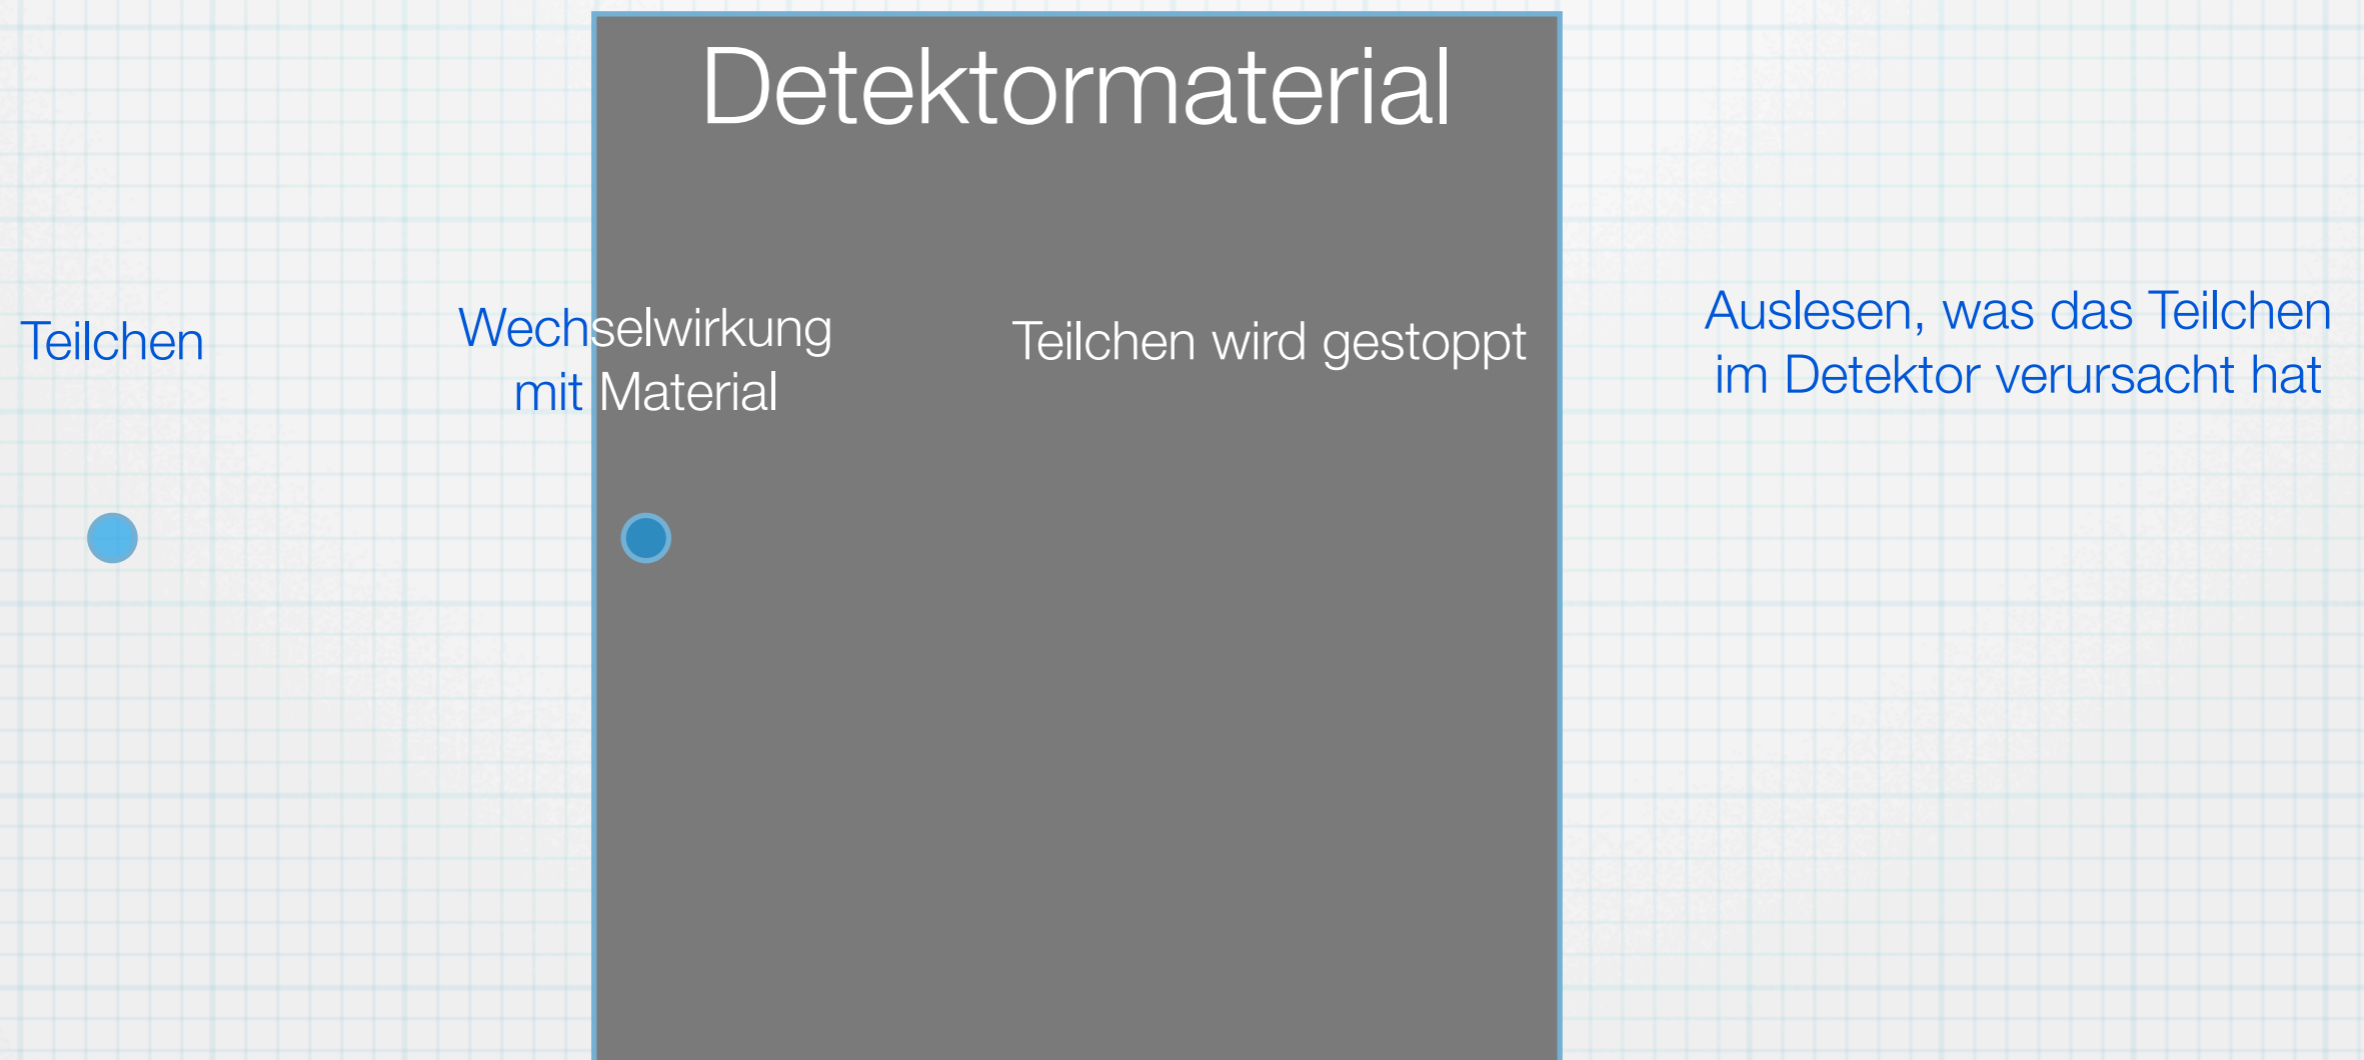 Detektormaterial
Teilchen
Wechselwirkung
mit Material
Teilchen wird gestoppt
Auslesen, was das Teilchen
im Detektor verursacht hat